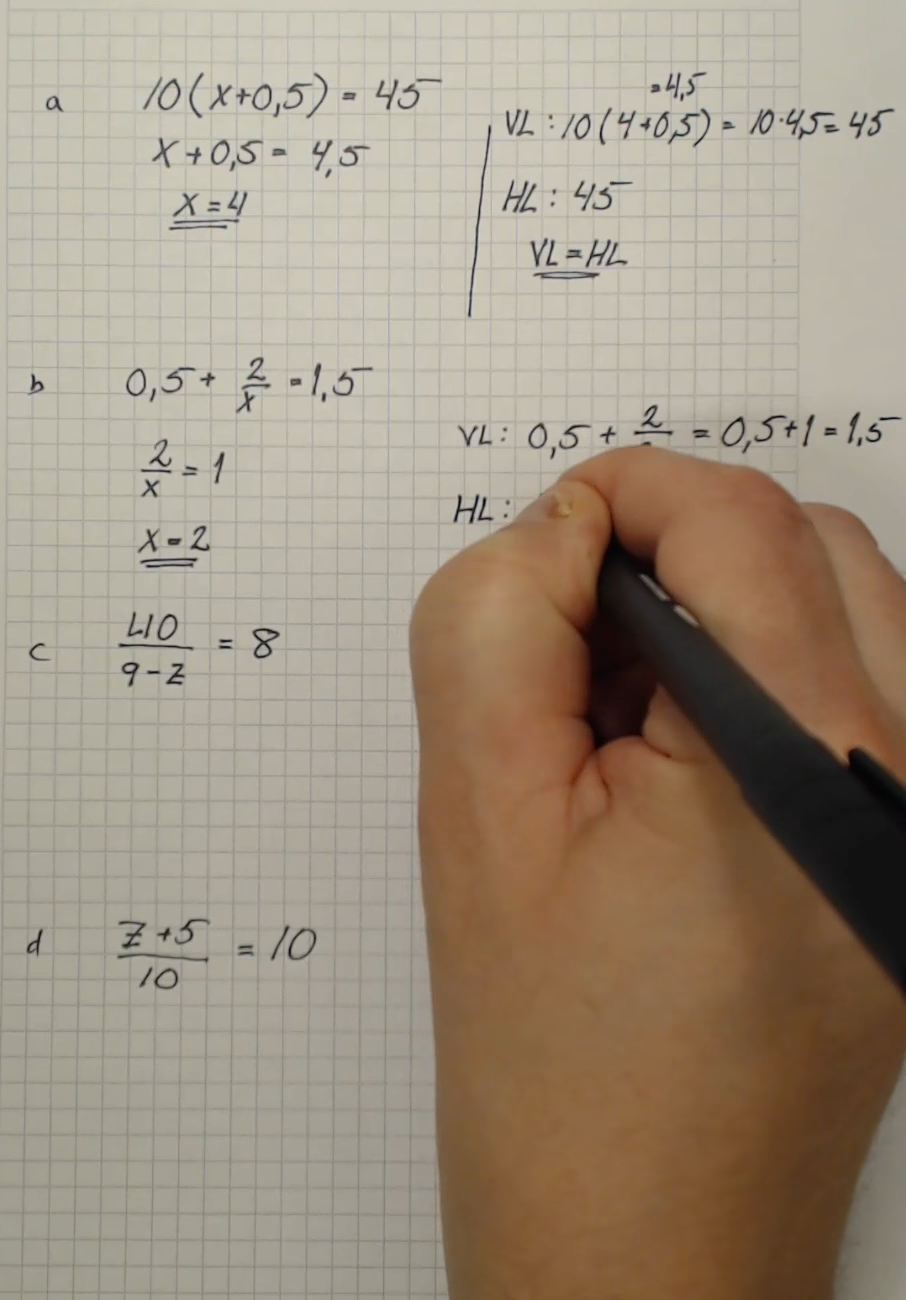 a 10(x+0,5) = 45
x+0,5 = 4,5
x=4
=4,5
VL: 10(4+0,5) = 10·4,5 = 45
HL: 45
VL=HL
b 0,5 + 2/x = 1,5
2/x = 1
x=2
VL: 0,5 + 2 = 0,5+1 = 1,5
HL:
c 40/9-z = 8
d z+5/10 = 10